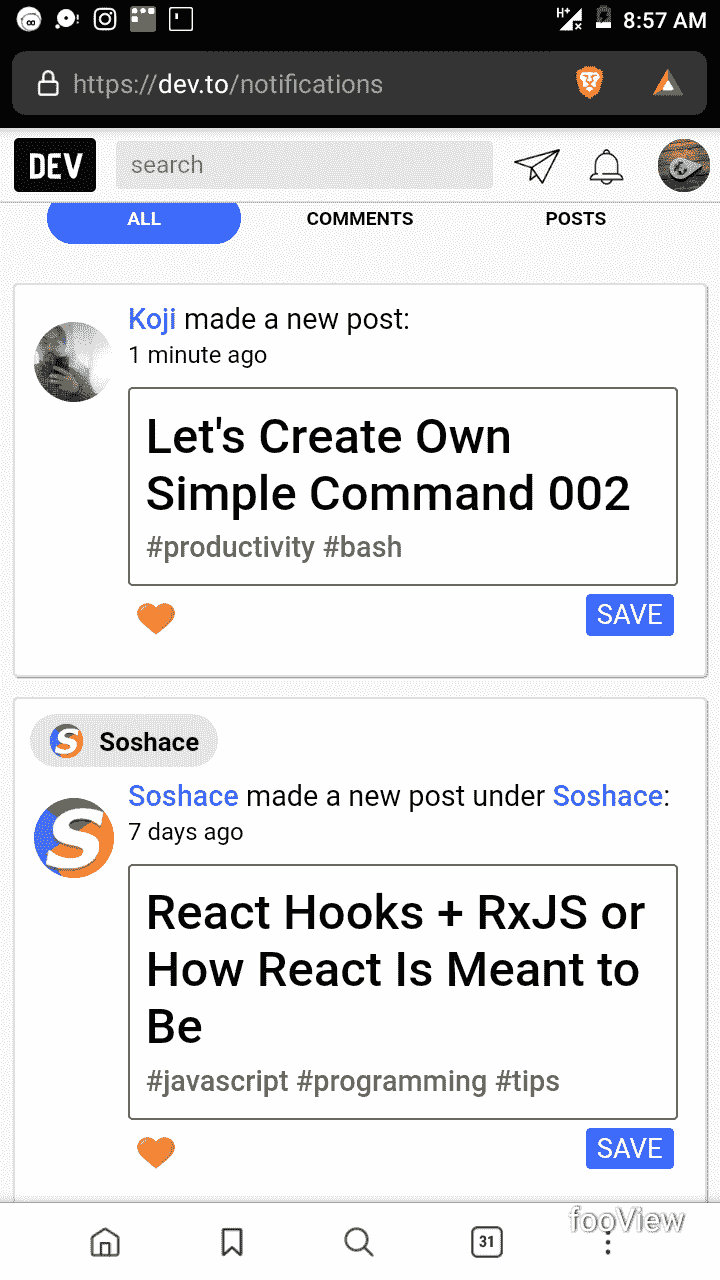 H+
8:57 AM
https://dev.to/notifications
DEV
search
ALL
COMMENTS
POSTS
Koji made a new post:
1 minute ago
Let's Create Own
Simple Command 002
#productivity #bash
SAVE
Soshace
Soshace made a new post under Soshace:
7 days ago
React Hooks + RxJS or
How React Is Meant to
Be
#javascript #programming #tips
SAVE
fooView
31